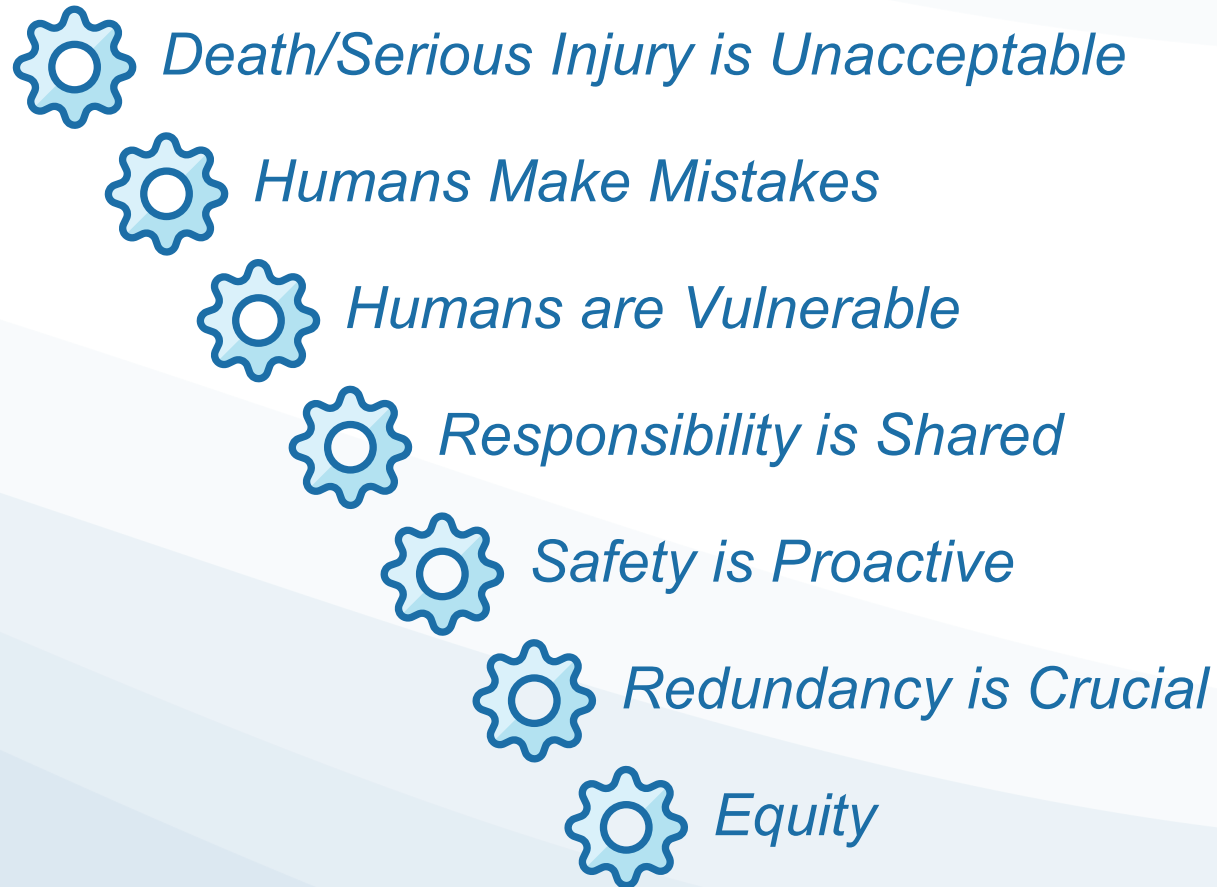 Death/Serious Injury is Unacceptable
Humans Make Mistakes
Humans are Vulnerable
Responsibility is Shared
Safety is Proactive
Redundancy is Crucial
Equity